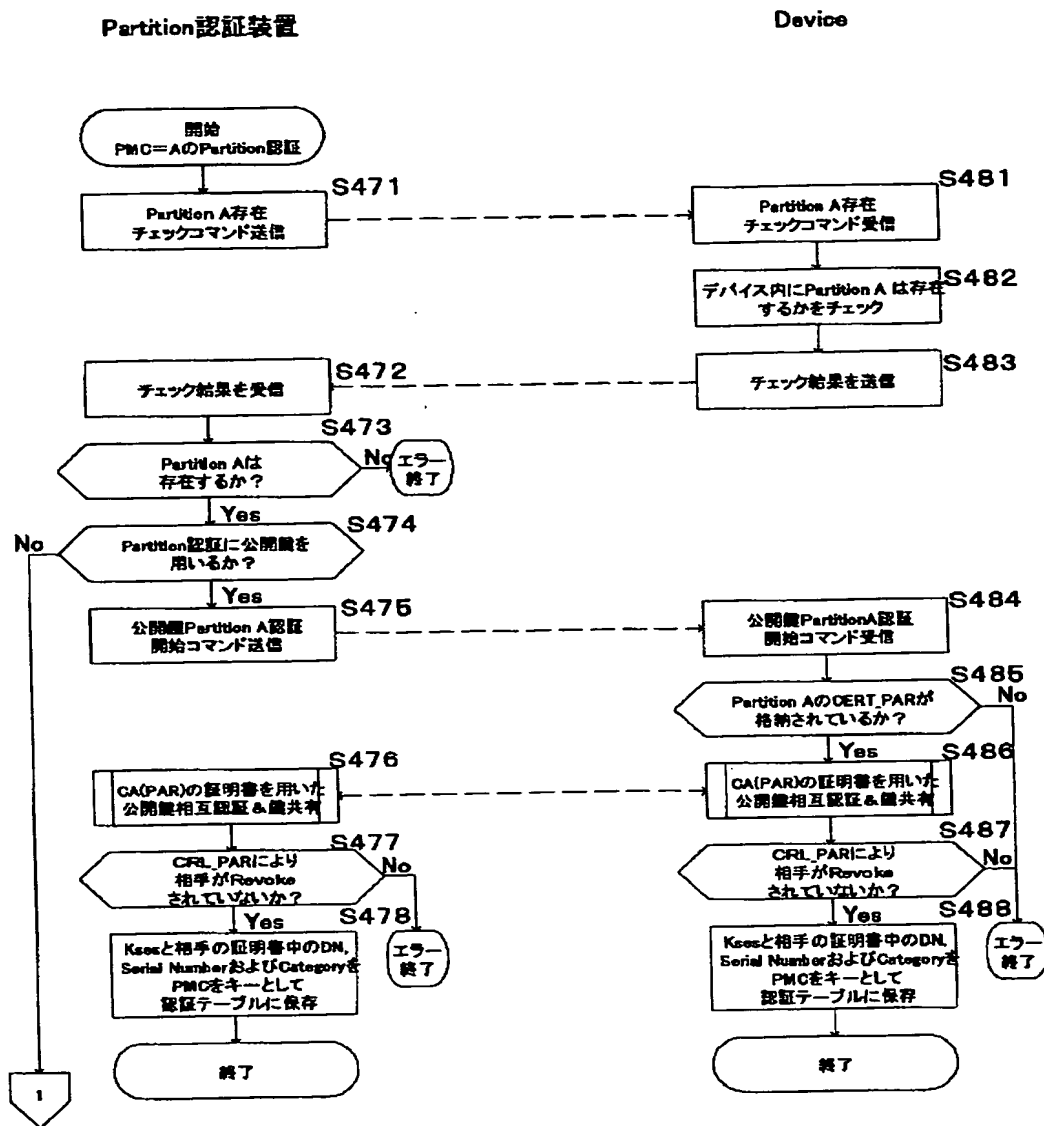 Partition認証装置
Device
開始
PMC=AのPartition認証
S471
Partition A存在
チェックコマンド送信
S481
Partition A存在
チェックコマンド受信
S482
デバイス内にPartition A は存在
するかをチェック
S472
チェック結果を受信
S483
チェック結果を送信
S473
Partition Aは
存在するか？
No
エラー
終了
Yes
S474
No
Partition認証に公開鍵を
用いるか？
Yes
S475
公開鍵Partition A認証
開始コマンド送信
S484
公開鍵PartitionA認証
開始コマンド受信
S485
Partition AのCERT_PARが
格納されているか？
No
Yes
S476
CA(PAR)の証明書を用いた
公開鍵相互認証&鍵共有
S486
CA(PAR)の証明書を用いた
公開鍵相互認証&鍵共有
S477
CRL_PARにより
相手がRevoke
されていないか？
No
Yes
S487
CRL_PARにより
相手がRevoke
されていないか？
No
Yes
S478
Ksesと相手の証明書中のDN,
Serial NumberおよびCategoryを
PMCをキーとして
認証テーブルに保存
エラー
終了
S488
Ksesと相手の証明書中のDN,
Serial NumberおよびCategoryを
PMCをキーとして
認証テーブルに保存
エラー
終了
終了
終了
1